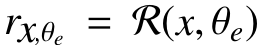 r_{χ,θ_e} = ℛ(x, θ_e)